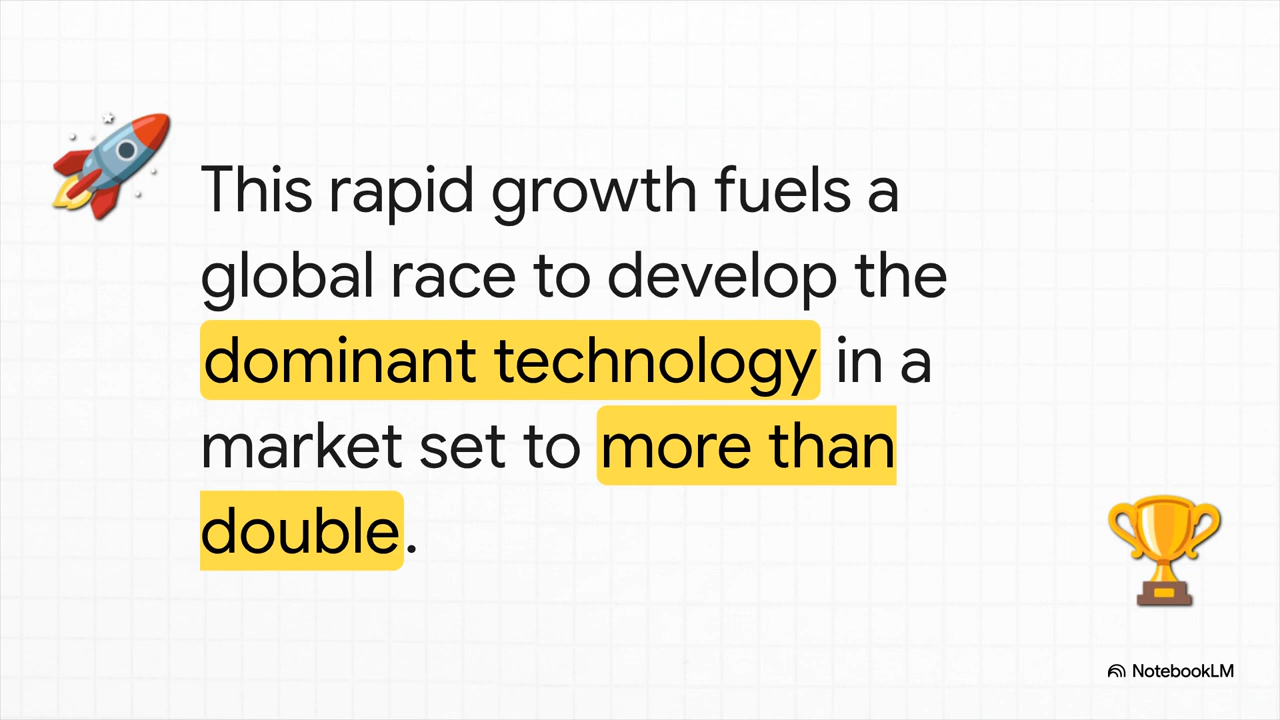 This rapid growth fuels a
global race to develop the
dominant technology in a
market set to more than
double.
NotebookLM